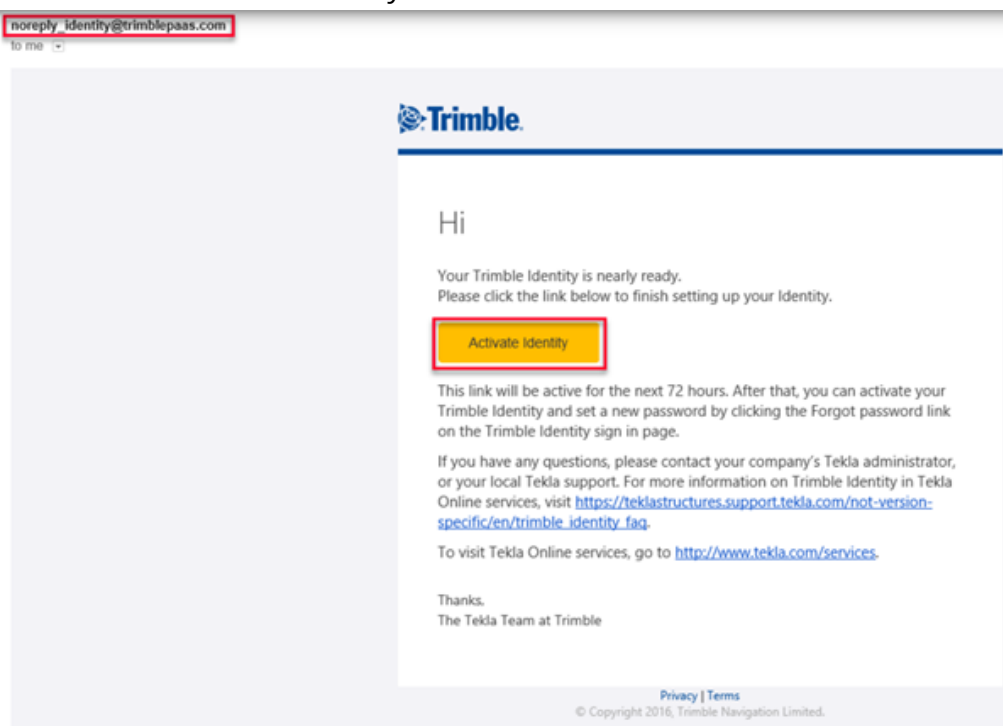 noreply_identity@trimblepaas.com
to me
Trimble.
Hi
Your Trimble Identity is nearly ready.
Please click the link below to finish setting up your Identity.
Activate Identity
This link will be active for the next 72 hours. After that, you can activate your
Trimble Identity and set a new password by clicking the Forgot password link
on the Trimble Identity sign in page.
If you have any questions, please contact your company's Tekla administrator,
or your local Tekla support. For more information on Trimble Identity in Tekla
Online services, visit https://teklastructures.support.tekla.com/not-version-
specific/en/trimble_identity_faq.
To visit Tekla Online services, go to http://www.tekla.com/services.
Thanks,
The Tekla Team at Trimble
Privacy | Terms
© Copyright 2016, Trimble Navigation Limited.